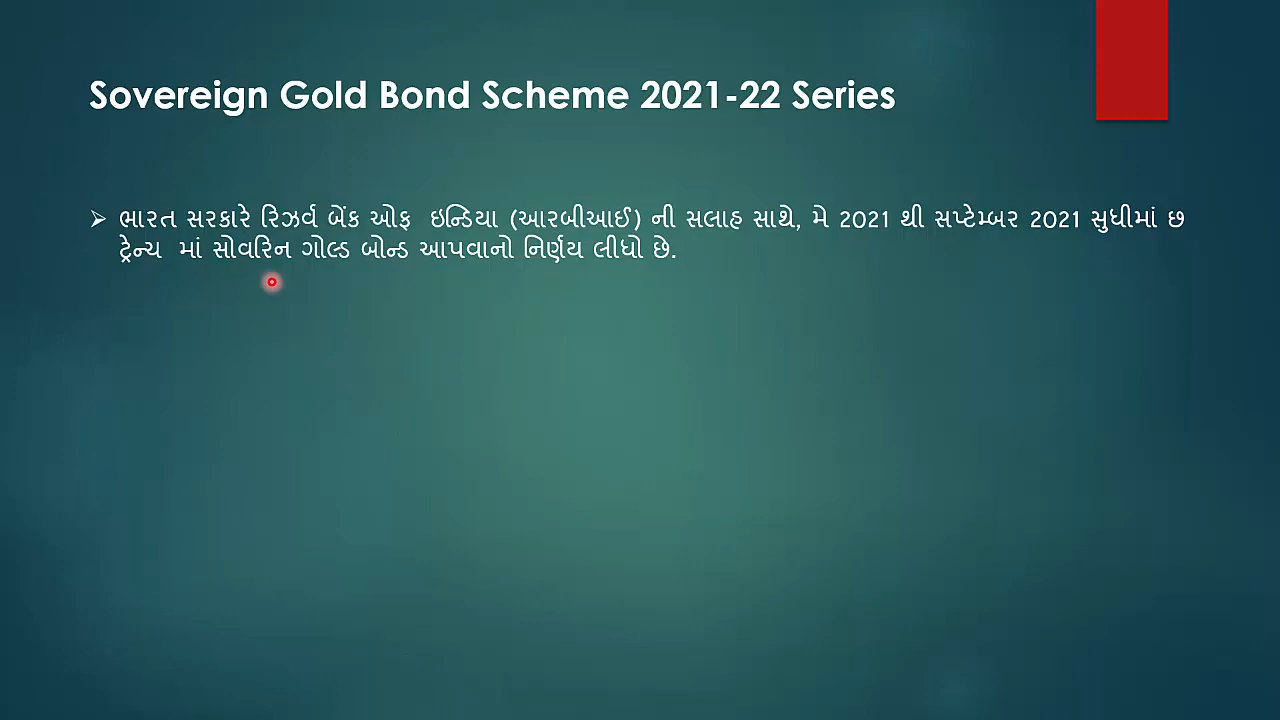 Sovereign Gold Bond Scheme 2021-22 Series
ભારત સરકારે રિઝર્વ બેંક ઓફ ઇન્ડિયા (આરબીઆઈ) ની સલાહ સાથે, મે 2021 થી સપ્ટેમ્બર 2021 સુધીમાં છ
ટ્રેન્ચ માં સોવરિન ગોલ્ડ બોન્ડ આપવાનો નિર્ણય લીધો છે.